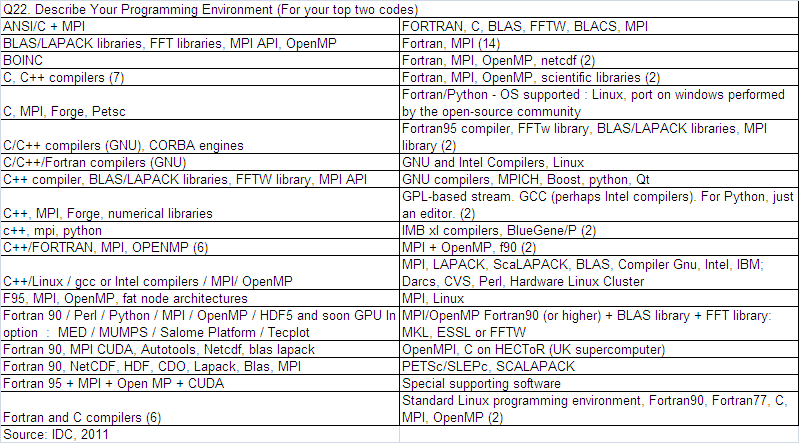 Q22. Describe Your Programming Environment (For your top two codes)
ANSI/C + MPI
FORTRAN, C, BLAS, FFTW, BLACS, MPI
BLAS/LAPACK libraries, FFT libraries, MPI API, OpenMP
Fortran, MPI (14)
BOINC
Fortran, MPI, OpenMP, netcdf (2)
C, C++ compilers (7)
Fortran, MPI, OpenMP, scientific libraries (2)
C, MPI, Forge, Petsc
Fortran/Python - OS supported : Linux, port on windows performed
by the open-source community
C/C++ compilers (GNU), CORBA engines
Fortran95 compiler, FFTw library, BLAS/LAPACK libraries, MPI
library (2)
C/C++/Fortran compilers (GNU)
GNU and Intel Compilers, Linux
C++ compiler, BLAS/LAPACK libraries, FFTW library, MPI API
GNU compilers, MPICH, Boost, python, Qt
C++, MPI, Forge, numerical libraries
GPL-based stream. GCC (perhaps Intel compilers). For Python, just
an editor. (2)
c++, mpi, python
IMB xl compilers, BlueGene/P (2)
C++/FORTRAN, MPI, OPENMP (6)
MPI + OpenMP, f90 (2)
C++/Linux / gcc or Intel compilers / MPI/ OpenMP
MPI, LAPACK, ScaLAPACK, BLAS, Compiler Gnu, Intel, IBM;
Darcs, CVS, Perl, Hardware Linux Cluster
F95, MPI, OpenMP, fat node architectures
MPI, Linux
Fortran 90 / Perl / Python / MPI / OpenMP / HDF5 and soon GPU In
option : MED / MUMPS / Salome Platform / Tecplot
MPI/OpenMP Fortran90 (or higher) + BLAS library + FFT library:
MKL, ESSL or FFTW
Fortran 90, MPI CUDA, Autotools, Netcdf, blas lapack
OpenMPI, C on HECToR (UK supercomputer)
Fortran 90, NetCDF, HDF, CDO, Lapack, Blas, MPI
PETSc/SLEPc, SCALAPACK
Fortran 95 + MPI + Open MP + CUDA
Special supporting software
Fortran and C compilers (6)
Standard Linux programming environment, Fortran90, Fortran77, C,
MPI, OpenMP (2)
Source: IDC, 2011